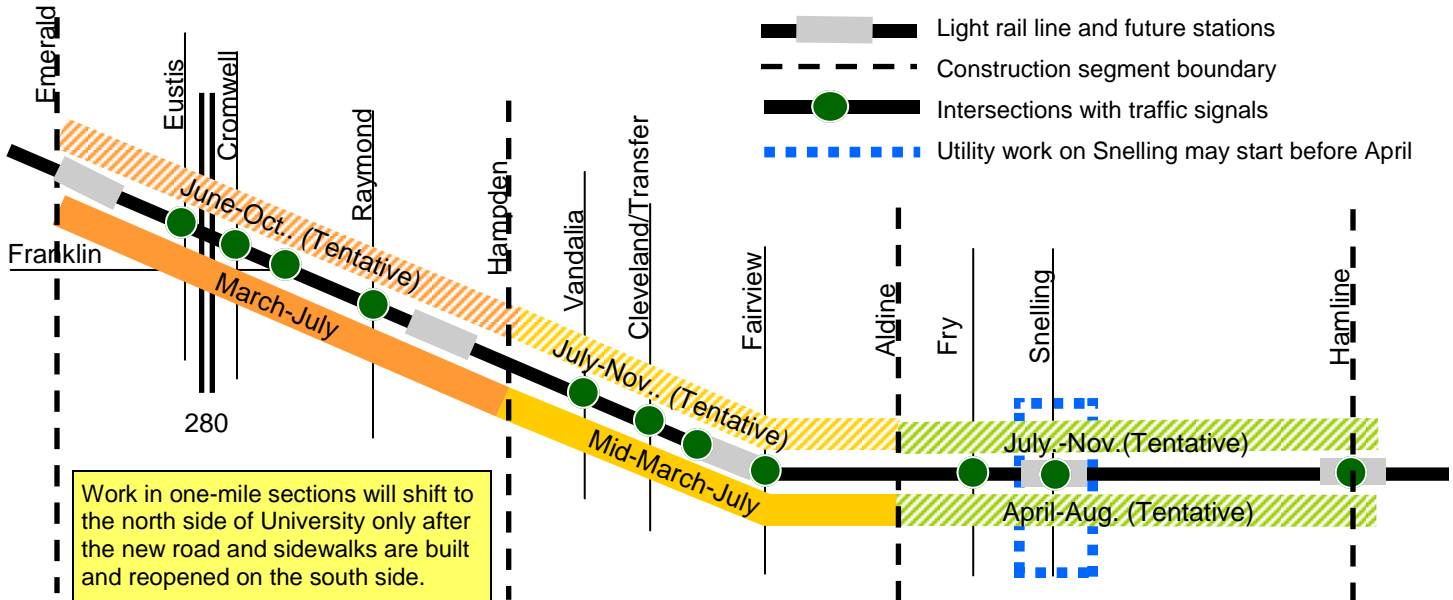 Light rail line and future stations
Construction segment boundary
Intersections with traffic signals
Utility work on Snelling may start before April
Emerald
Eustis
Cromwell
Raymond
Hampden
Vandalia
Cleveland/Transfer
Fairview
Aldine
Fry
Snelling
Hamline
Franklin
280
June-Oct.. (Tentative)
March-July
July-Nov.. (Tentative)
Mid-March-July
July.-Nov.(Tentative)
April-Aug. (Tentative)
Work in one-mile sections will shift to
the north side of University only after
the new road and sidewalks are built
and reopened on the south side.